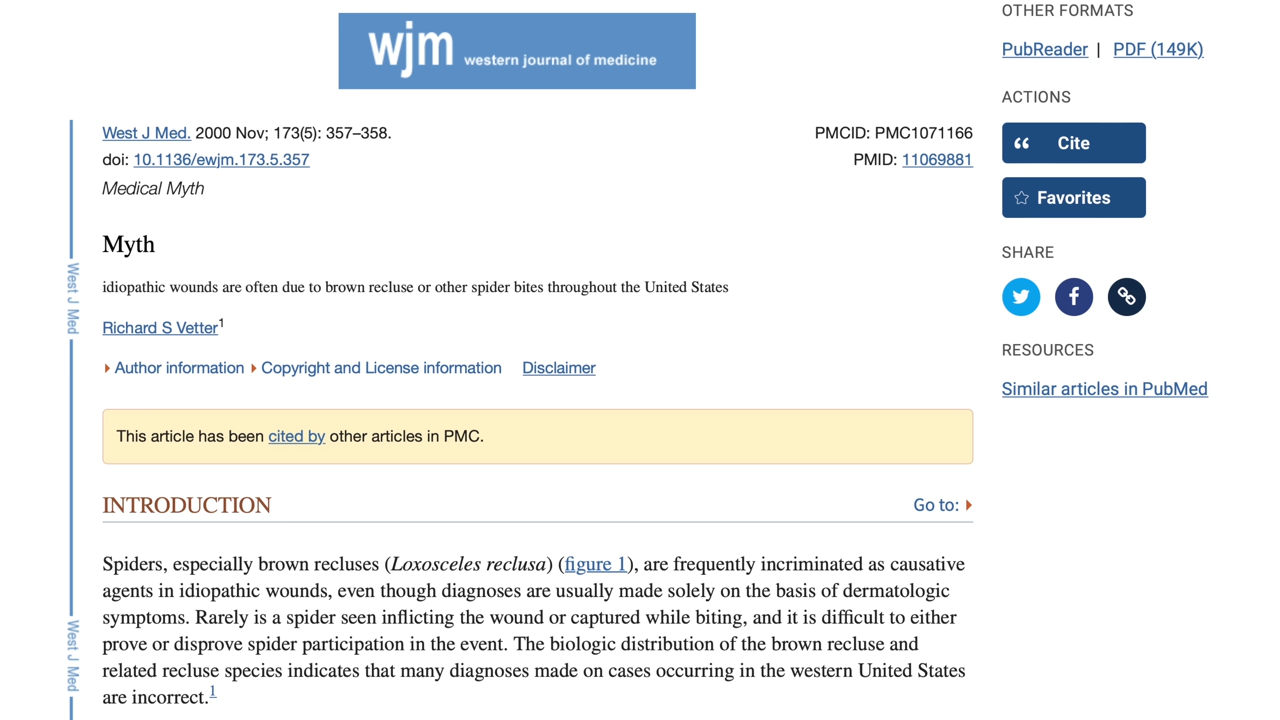 wjm western journal of medicine
West J Med. 2000 Nov; 173(5): 357–358.
doi: 10.1136/ewjm.173.5.357
Medical Myth
PMCID: PMC1071166
PMID: 11069881
Myth
idiopathic wounds are often due to brown recluse or other spider bites throughout the United States
Richard S Vetter1
Author information Copyright and License information Disclaimer
This article has been cited by other articles in PMC.
INTRODUCTION
Go to:
Spiders, especially brown recluses (Loxosceles reclusa) (figure 1), are frequently incriminated as causative
agents in idiopathic wounds, even though diagnoses are usually made solely on the basis of dermatologic
symptoms. Rarely is a spider seen inflicting the wound or captured while biting, and it is difficult to either
prove or disprove spider participation in the event. The biologic distribution of the brown recluse and
related recluse species indicates that many diagnoses made on cases occurring in the western United States
are incorrect.1
West J Med
West J Med
OTHER FORMATS
PubReader | PDF (149K)
ACTIONS
Cite
Favorites
SHARE
RESOURCES
Similar articles in PubMed